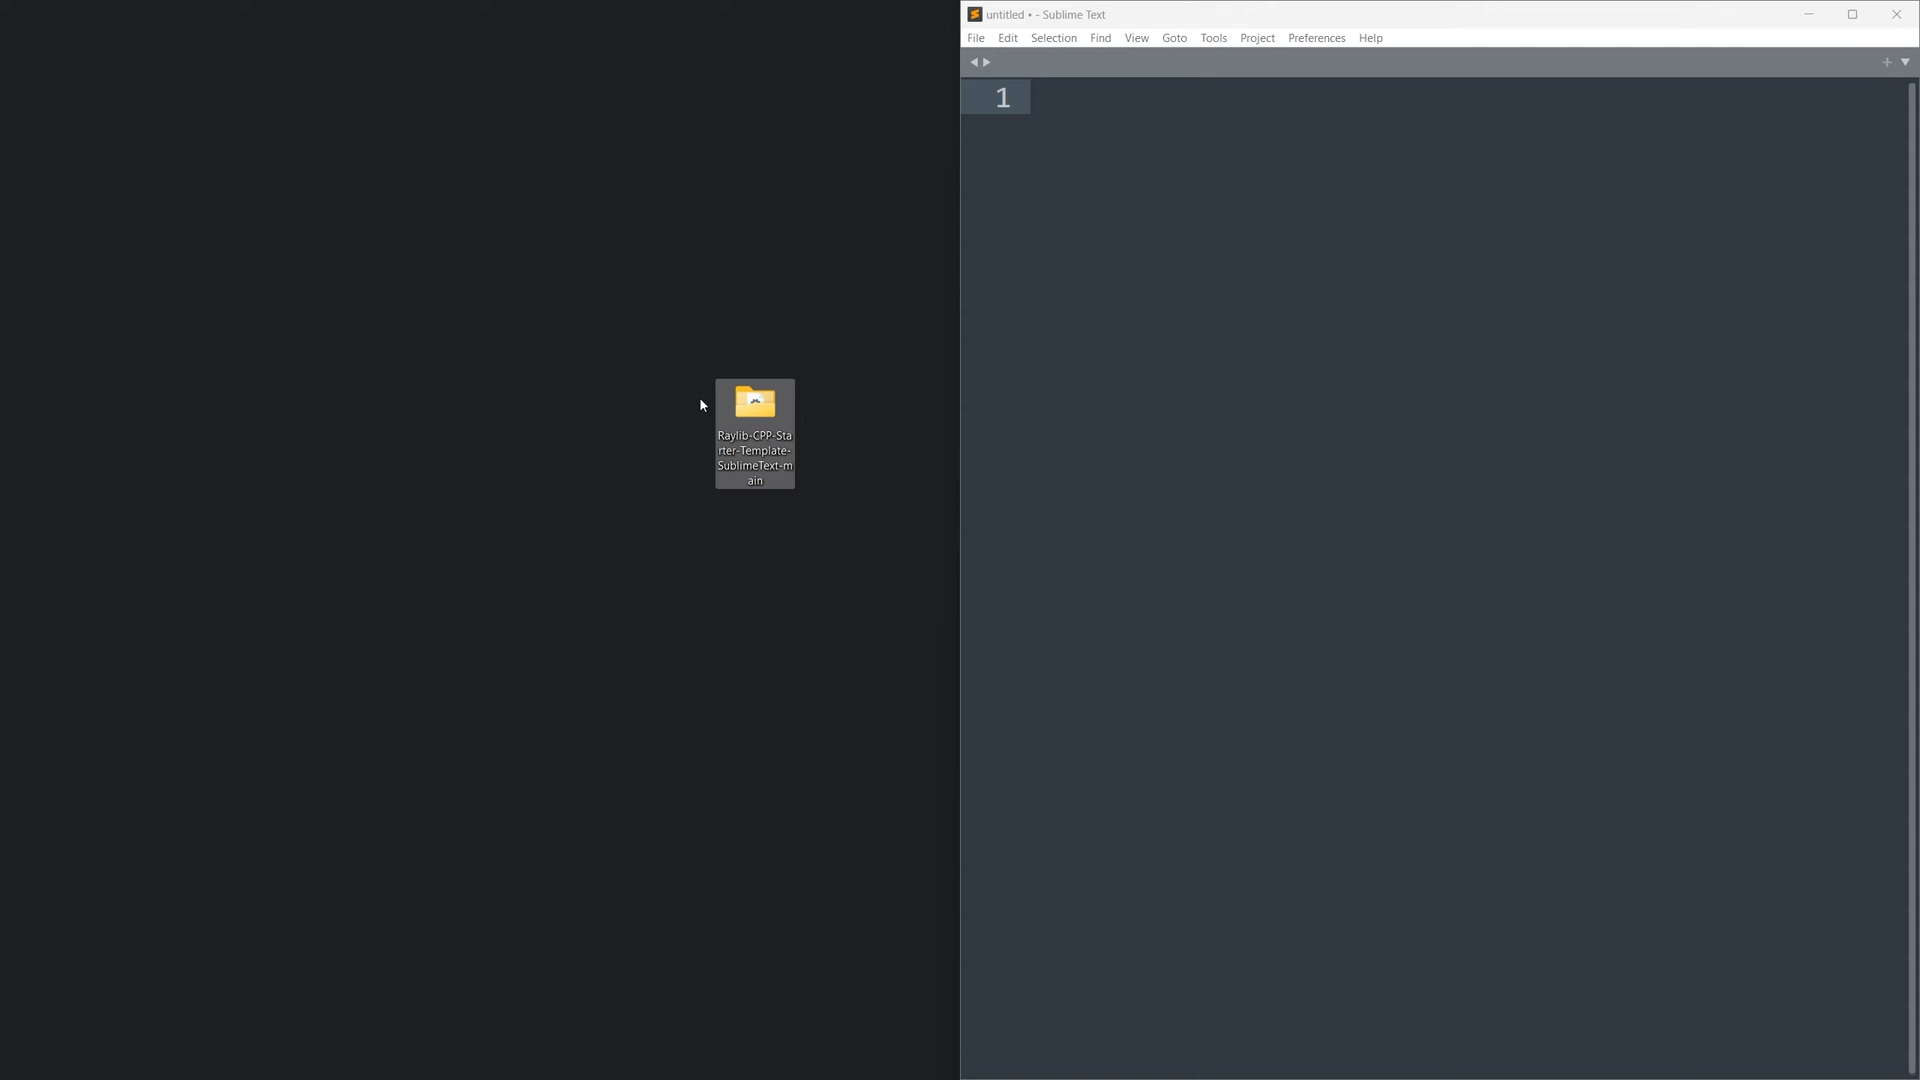 untitled • - Sublime Text
File Edit Selection Find View Goto Tools Project Preferences Help
1
Raylib-CPP-Sta
rter-Template-
SublimeText-m
ain